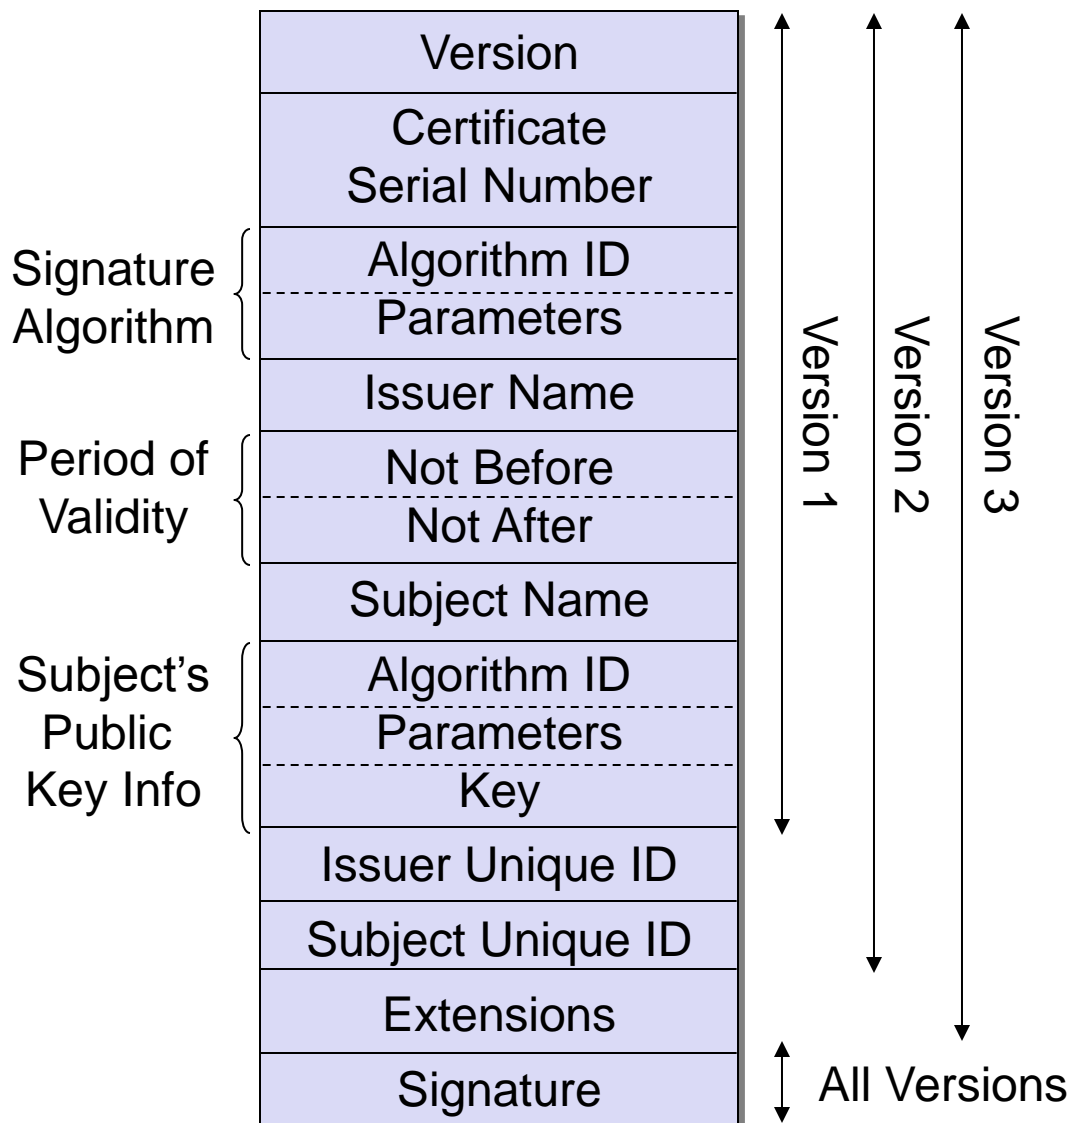 Version
Certificate
Serial Number
Signature
Algorithm
Algorithm ID
Parameters
Issuer Name
Period of
Validity
Not Before
Not After
Subject Name
Subject’s
Public
Key Info
Algorithm ID
Parameters
Key
Issuer Unique ID
Subject Unique ID
Extensions
Signature
Version 1
Version 2
Version 3
All Versions